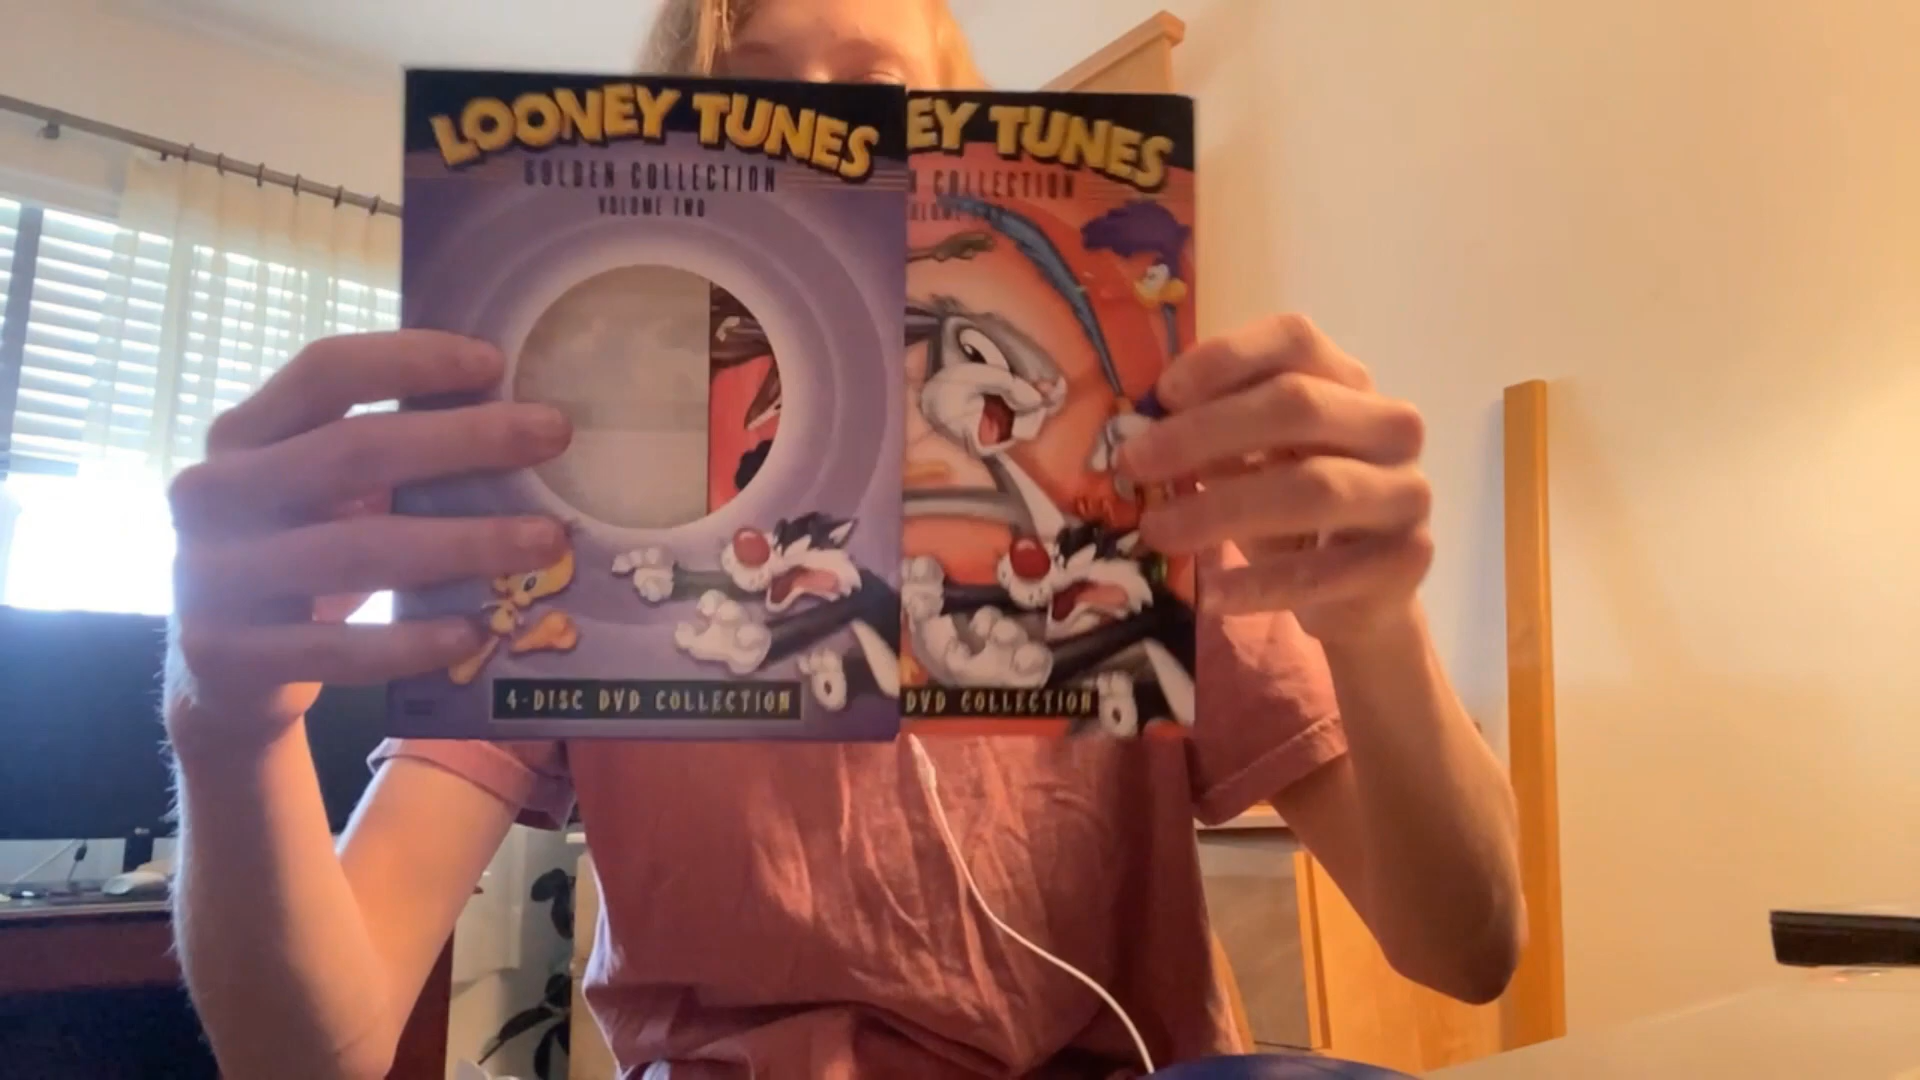 LOONEY TUNES
GOLDEN COLLECTION
VOLUME TWO
4-DISC DVD COLLECTION
EY TUNES
COLLECTION
DVD COLLECTION